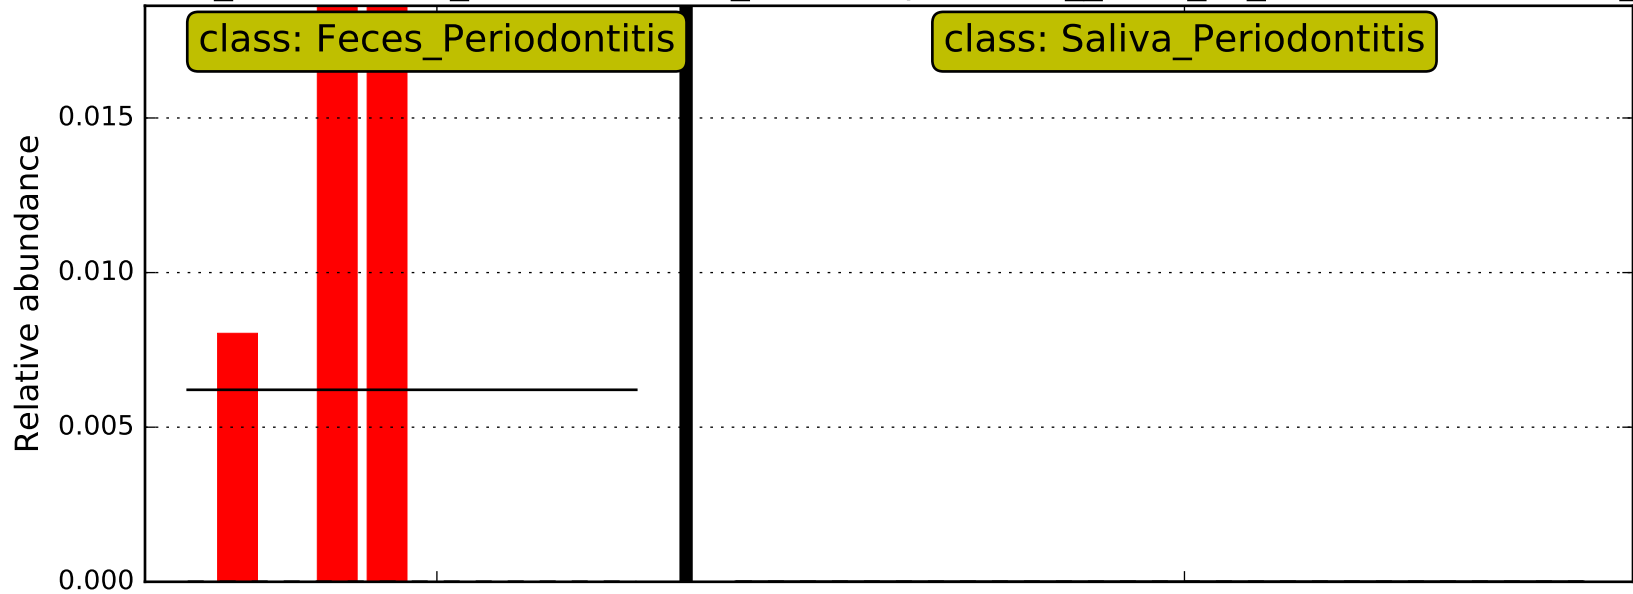 class: Feces_Periodontitis
class: Saliva_Periodontitis
Relative abundance
0.015
0.010
0.005
0.000